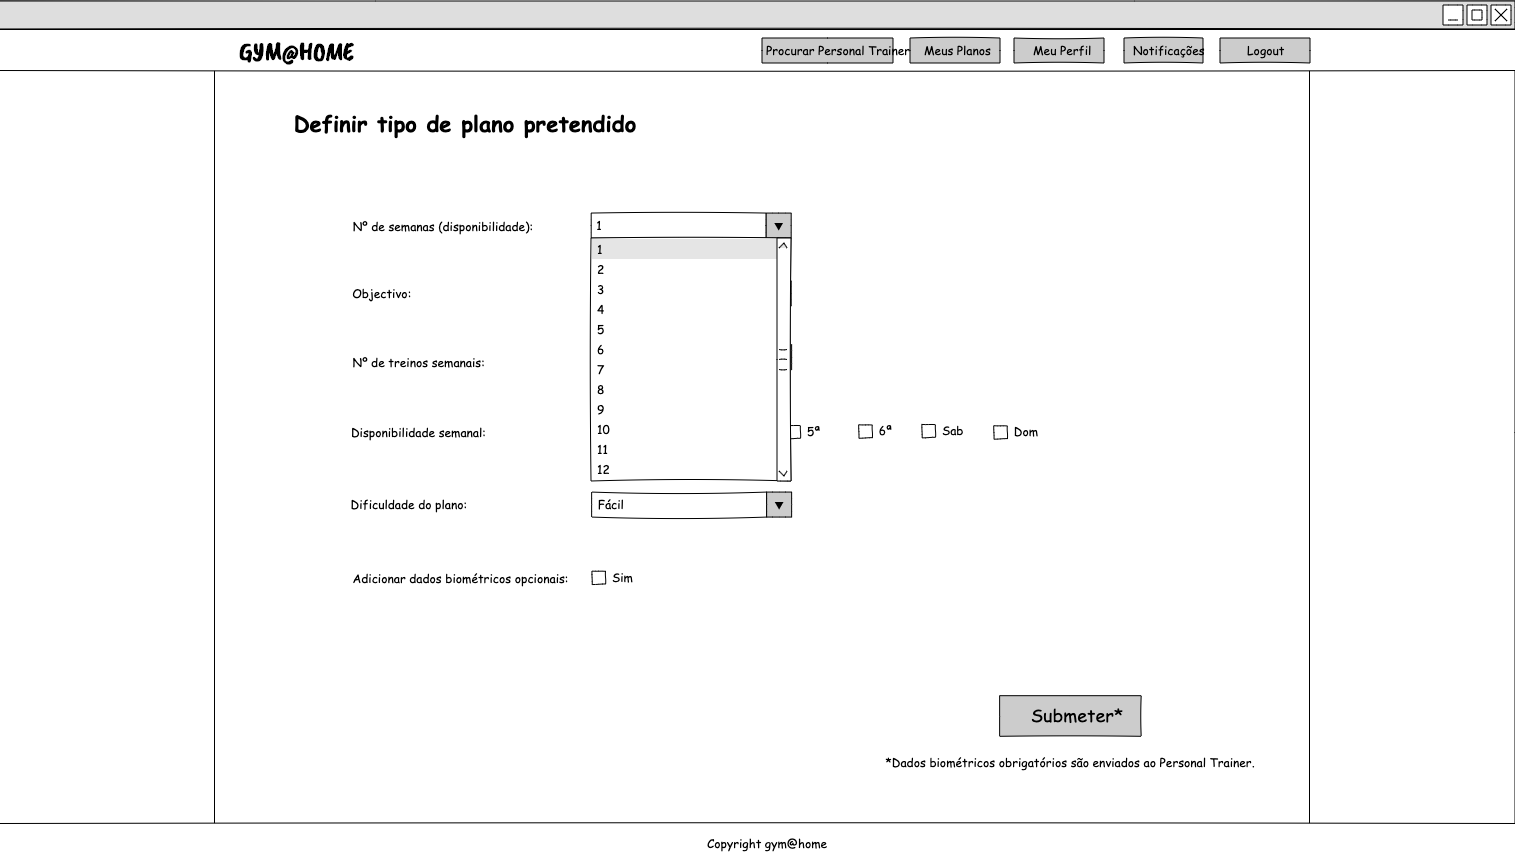 GYM@HOME
Procurar Personal Trainer
Meus Planos
Meu Perfil
Notificações
Logout
Definir tipo de plano pretendido
Nº de semanas (disponibilidade):
1
1
2
3
4
5
6
7
8
9
10
11
12
Objectivo:
Nº de treinos semanais:
Disponibilidade semanal:
5ª
6ª
Sab
Dom
Dificuldade do plano:
Fácil
Adicionar dados biométricos opcionais:
Sim
Submeter*
*Dados biométricos obrigatórios são enviados ao Personal Trainer.
Copyright gym@home